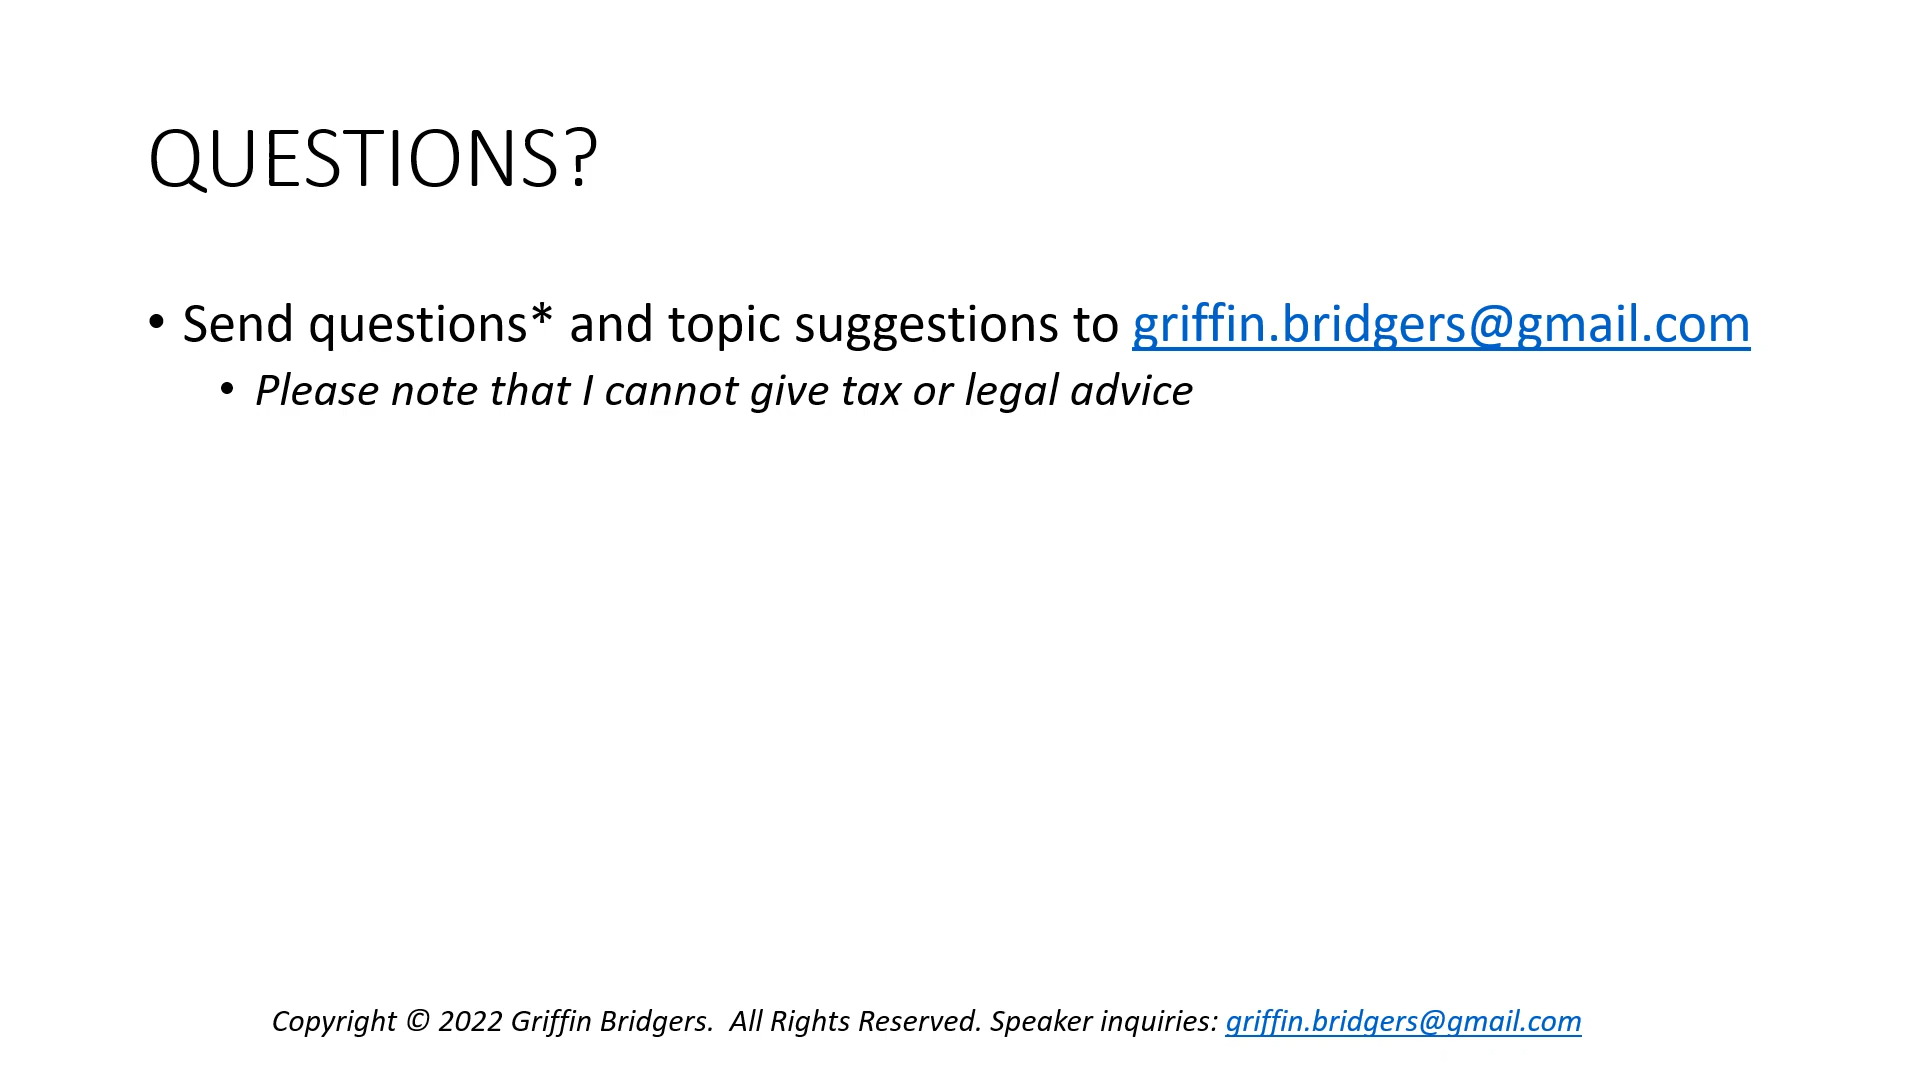 QUESTIONS?
• Send questions* and topic suggestions to griffin.bridgers@gmail.com
• Please note that I cannot give tax or legal advice
Copyright © 2022 Griffin Bridgers.  All Rights Reserved. Speaker inquiries: griffin.bridgers@gmail.com